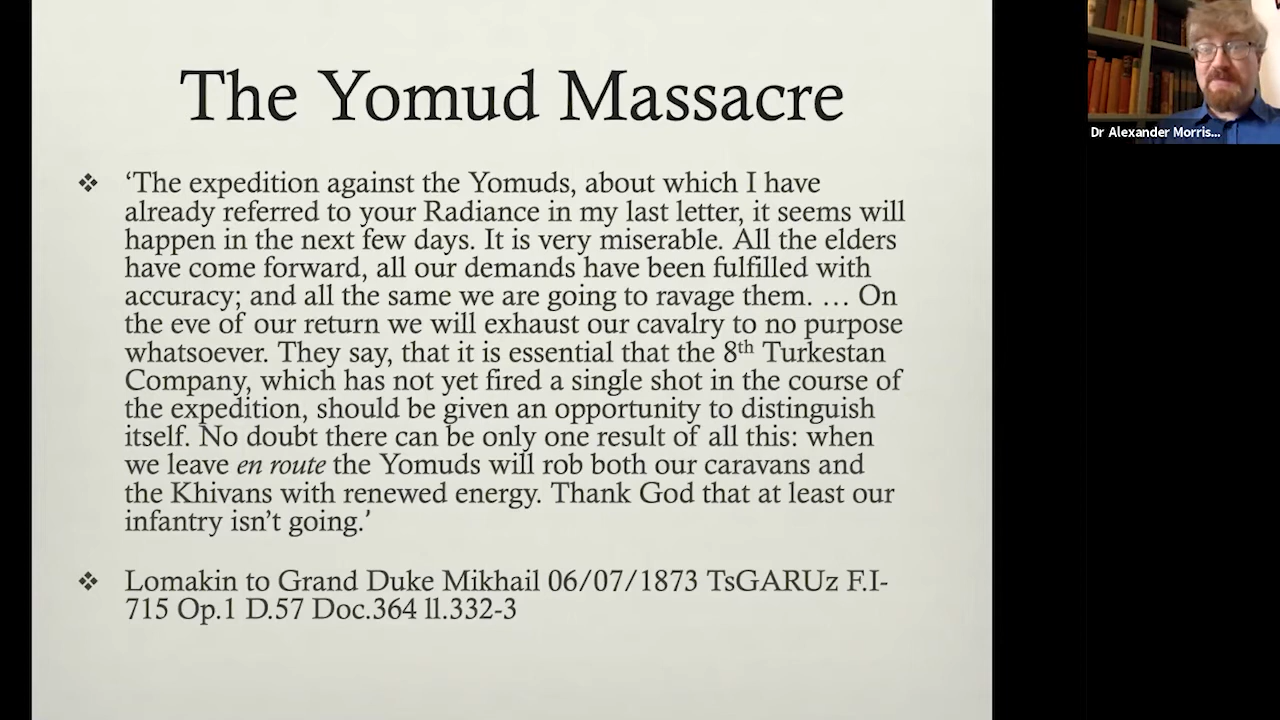 The Yomud Massacre
‘The expedition against the Yomuds, about which I have
already referred to your Radiance in my last letter, it seems will
happen in the next few days. It is very miserable. All the elders
have come forward, all our demands have been fulfilled with
accuracy; and all the same we are going to ravage them. … On
the eve of our return we will exhaust our cavalry to no purpose
whatsoever. They say, that it is essential that the 8th Turkestan
Company, which has not yet fired a single shot in the course of
the expedition, should be given an opportunity to distinguish
itself. No doubt there can be only one result of all this: when
we leave en route the Yomuds will rob both our caravans and
the Khivans with renewed energy. Thank God that at least our
infantry isn’t going.’
Lomakin to Grand Duke Mikhail 06/07/1873 TsGARUz F.I-
715 Op.1 D.57 Doc.364 ll.332-3
Dr Alexander Morris...